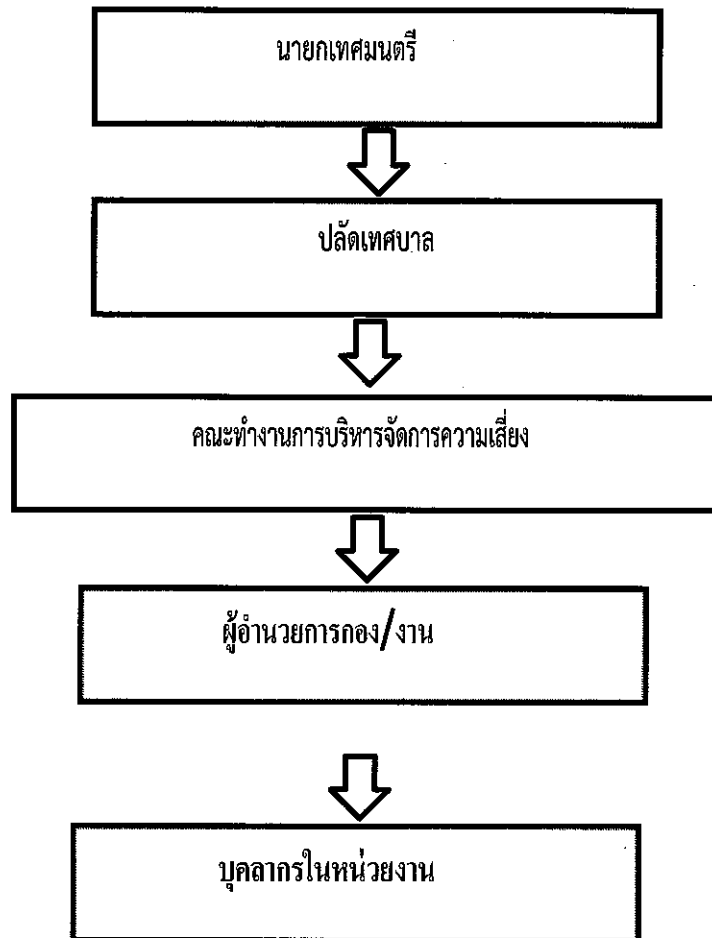 นายกเทศมนตรี
ปลัดเทศบาล
คณะทำงานการบริหารจัดการความเสี่ยง
ผู้อำนวยการกอง/งาน
บุคลากรในหน่วยงาน